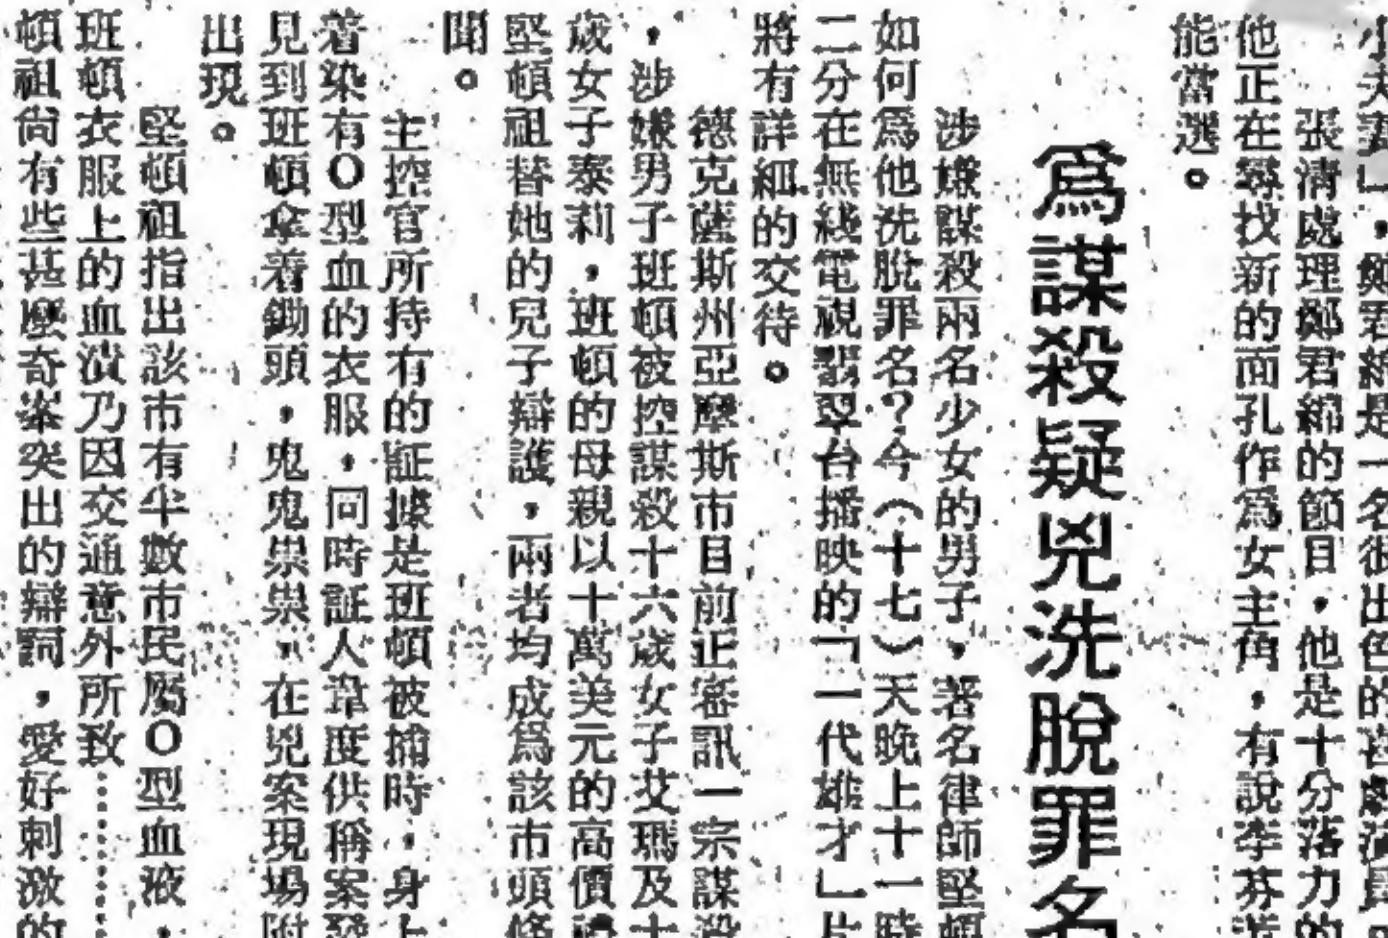 小夫妻」，鄭君綿是一名很出色的喜劇演員
張清處理鄭君綿的節目，他是十分落力的
他正在尋找新的面孔作爲女主角，有說李芬
能當選。
爲謀殺疑兇洗脫罪名
涉嫌謀殺兩名少女的男子，著名律師堅頓
如何爲他洗脫罪名？今（十七）天晚上十一時
二分在無綫電視翡翠台播映的「一代雄才」片
將有詳細的交待。
德克薩斯州亞摩斯市目前正審訊一宗謀殺
，涉嫌男子班頓被控謀殺十六歲女子艾瑪及十
歲女子泰莉，班頓的母親以十萬美元的高價
堅頓祖替她的兒子辯護，兩者均成爲該市頭條
聞。
主控官所持有的証據是班頓被捕時，身上
着染有O型血的衣服，同時証人韋度供稱案發
見到班頓拿着鋤頭，鬼鬼祟祟，在兇案現場附
出現。
堅頓祖指出該市有半數市民屬O型血液，
班頓衣服上的血漬乃因交通意外所致⋯⋯⋯
頓祖尙有些甚麼奇峯突出的辯詞，愛好刺激的